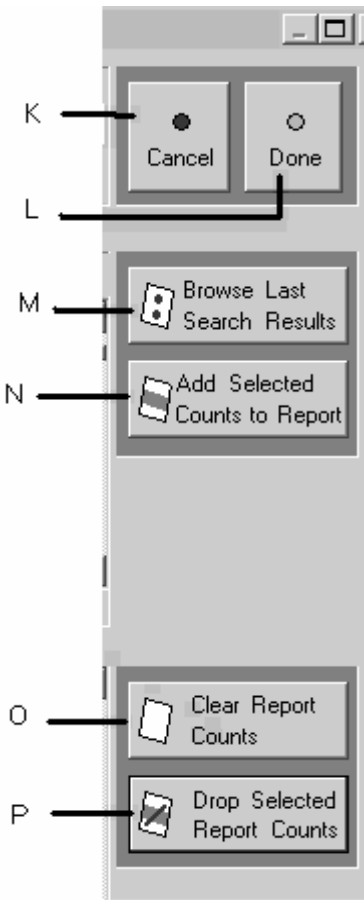 K
Cancel
Done
L
M
Browse Last
Search Results
N
Add Selected
Counts to Report
O
Clear Report
Counts
P
Drop Selected
Report Counts